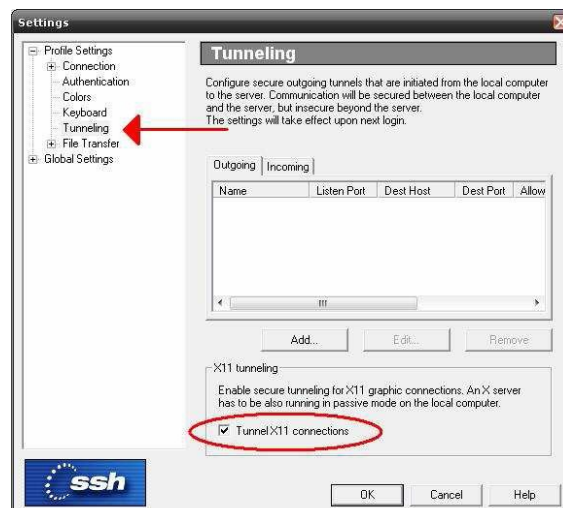 Settings
Profile Settings
Connection
Authentication
Colors
Keyboard
Tunneling
File Transfer
Global Settings
Tunneling
Configure secure outgoing tunnels that are initiated from the local computer
to the server. Communication will be secured between the local computer
and the server, but insecure beyond the server.
The settings will take effect upon next login.
Outgoing
Incoming
Name Listen Port Dest Host Dest Port Allow
Add... Edit... Remove
X11 tunneling
Enable secure tunneling for X11 graphic connections. An X server
has to be also running in passive mode on the local computer.
Tunnel X11 connections
ssh
OK Cancel Help